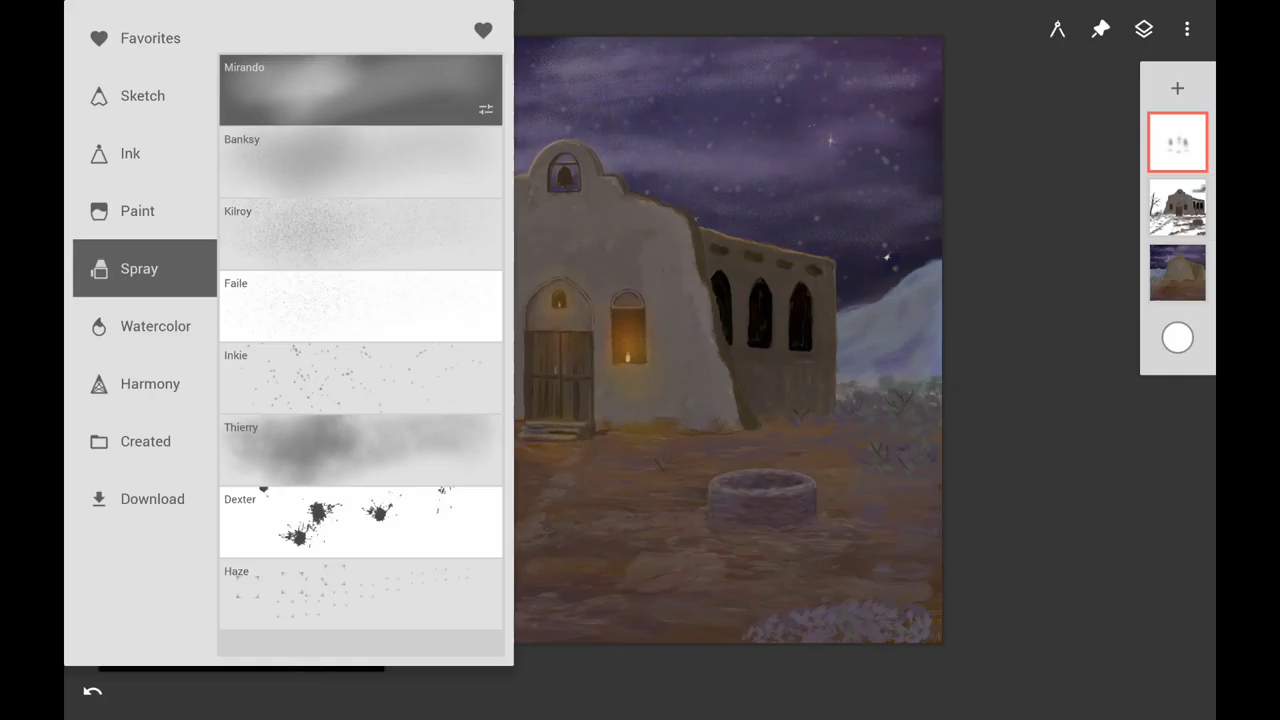 Favorites
Sketch
Ink
Paint
Spray
Watercolor
Harmony
Created
Download
Mirando
Banksy
Kilroy
Faile
Inkie
Thierry
Dexter
Haze